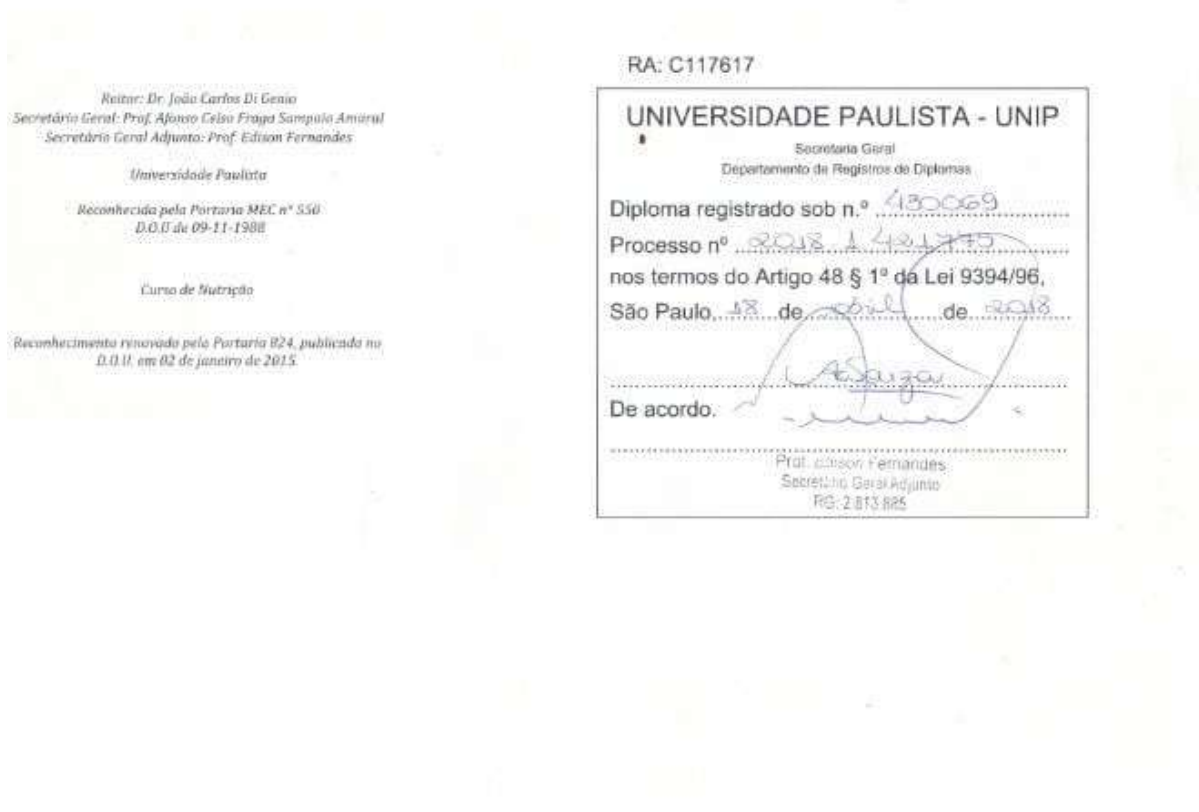 Reitor: Dr. João Carlos Di Genio
Secretário Geral: Prof. Afonso Celso Fraga Sampaio Amaral
Secretário Geral Adjunto: Prof. Edison Fernandes
Universidade Paulista
Reconhecida pela Portaria MEC nº 550
D.O.U de 09-11-1988
Curso de Nutrição
Reconhecimento renovado pela Portaria 824, publicada no
D.O.U. em 02 de janeiro de 2015.
RA: C117617
UNIVERSIDADE PAULISTA - UNIP
Secretaria Geral
Departamento de Registros de Diplomas
Diploma registrado sob n.º 430069
Processo nº 2018 1 421775
nos termos do Artigo 48 § 1º da Lei 9394/96,
São Paulo, 18 de abril de 2018
De acordo.
Prof. Edison Fernandes
Secretário Geral Adjunto
RG: 2.813.885